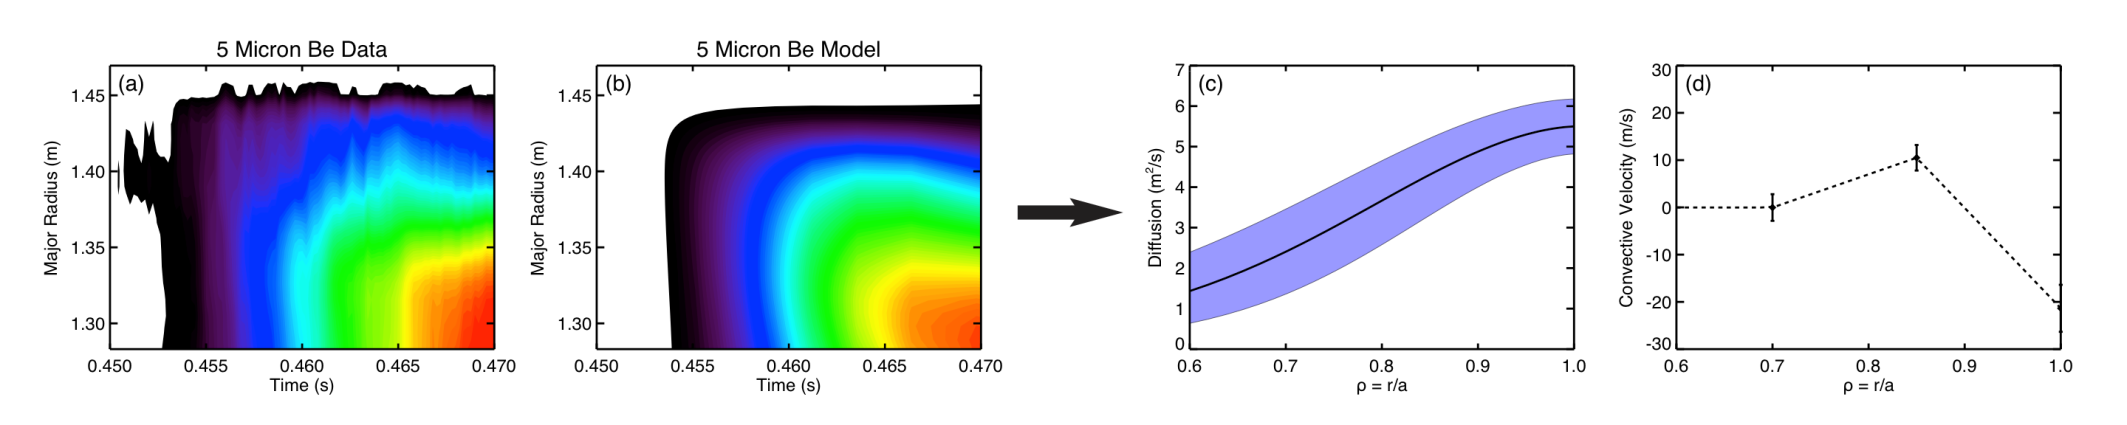 5 Micron Be Data
(a)
1.45
1.40
1.35
1.30
Major Radius (m)
0.450 0.455 0.460 0.465 0.470
Time (s)
5 Micron Be Model
(b)
1.45
1.40
1.35
1.30
Major Radius (m)
0.450 0.455 0.460 0.465 0.470
Time (s)
(c)
7
6
5
4
3
2
1
0
Diffusion (m²/s)
0.6 0.7 0.8 0.9 1.0
ρ = r/a
(d)
30
20
10
0
-10
-20
-30
Convective Velocity (m/s)
0.6 0.7 0.8 0.9 1.0
ρ = r/a